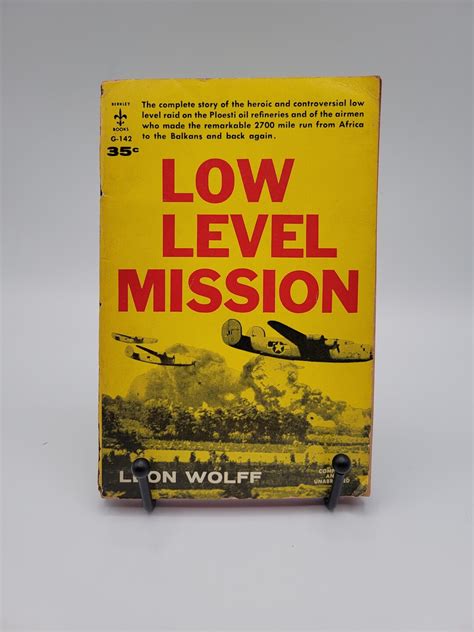 BERKLEY
BOOKS
G-142
35¢
The complete story of the heroic and controversial low
level raid on the Ploesti oil refineries and of the airmen
who made the remarkable 2700 mile run from Africa
to the Balkans and back again.
LOW
LEVEL
MISSION
LEON WOLFF